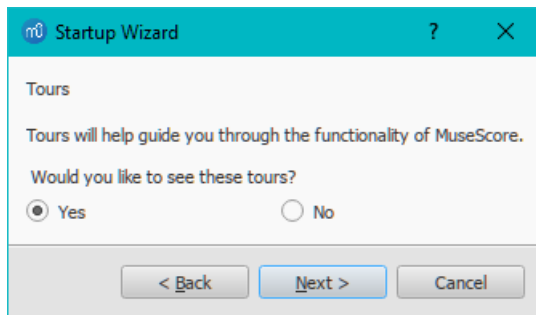 Startup Wizard ?
Tours
Tours will help guide you through the functionality of MuseScore.
Would you like to see these tours?
Yes No
< Back Next > Cancel